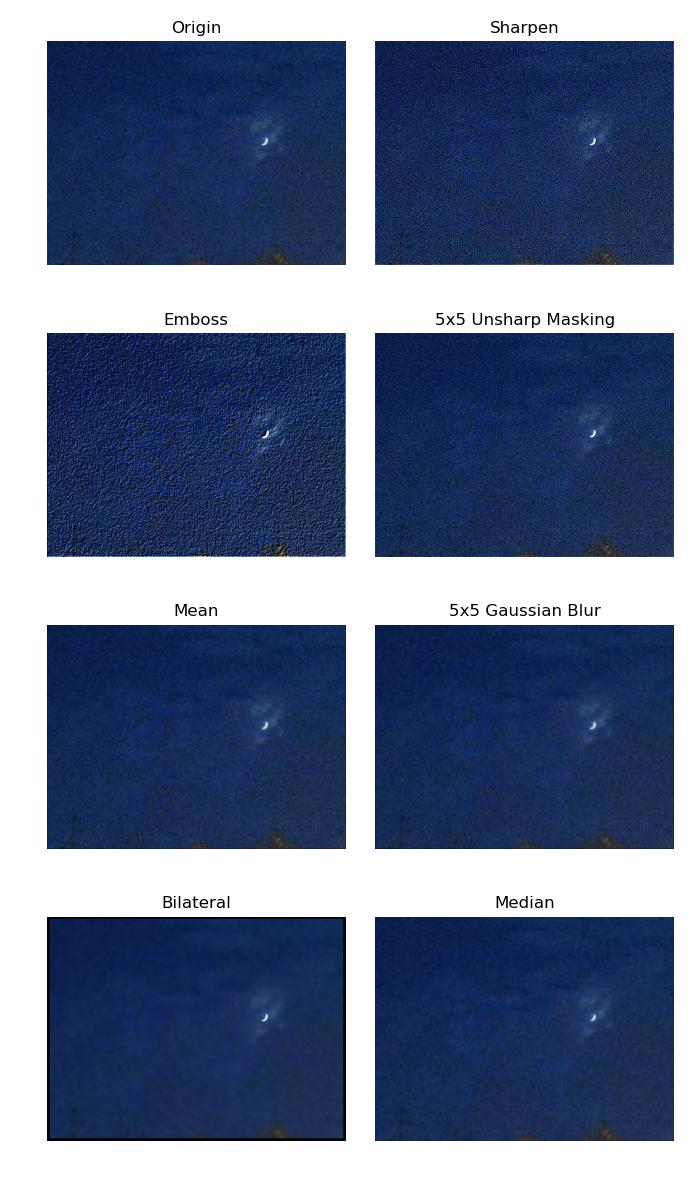 Origin
Sharpen
Emboss
5x5 Unsharp Masking
Mean
5x5 Gaussian Blur
Bilateral
Median